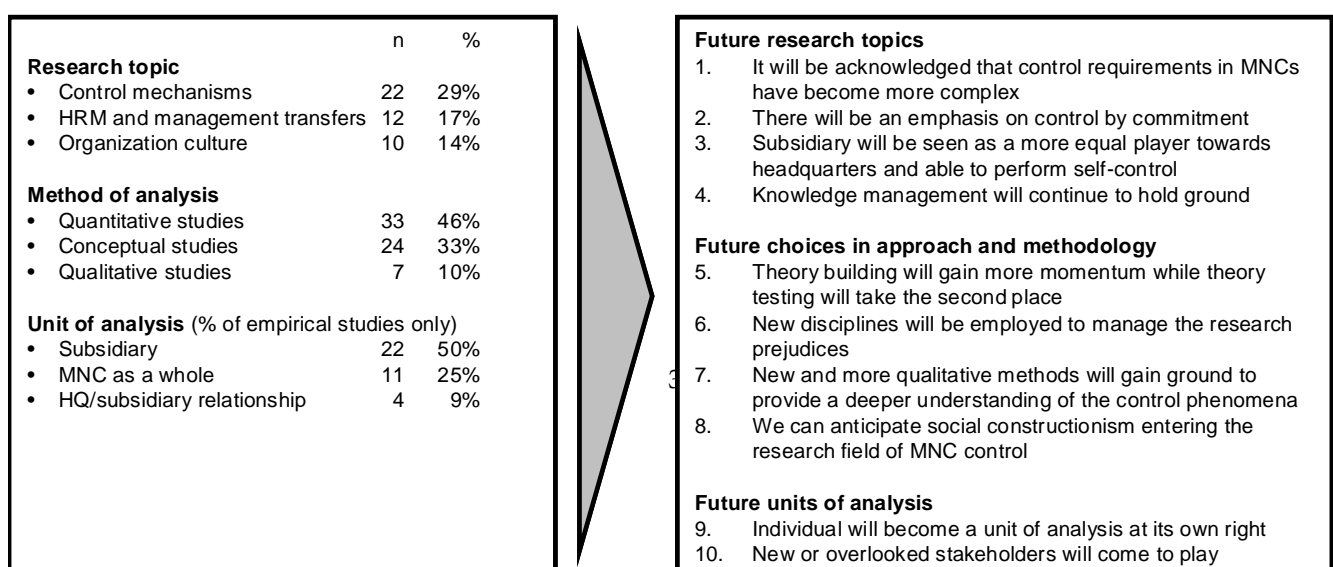 n %
Research topic
• Control mechanisms 22 29%
• HRM and management transfers 12 17%
• Organization culture 10 14%
Method of analysis
• Quantitative studies 33 46%
• Conceptual studies 24 33%
• Qualitative studies 7 10%
Unit of analysis (% of empirical studies only)
• Subsidiary 22 50%
• MNC as a whole 11 25%
• HQ/subsidiary relationship 4 9%
Future research topics
1. It will be acknowledged that control requirements in MNCs
have become more complex
2. There will be an emphasis on control by commitment
3. Subsidiary will be seen as a more equal player towards
headquarters and able to perform self-control
4. Knowledge management will continue to hold ground
Future choices in approach and methodology
5. Theory building will gain more momentum while theory
testing will take the second place
6. New disciplines will be employed to manage the research
prejudices
7. New and more qualitative methods will gain ground to
provide a deeper understanding of the control phenomena
8. We can anticipate social constructionism entering the
research field of MNC control
Future units of analysis
9. Individual will become a unit of analysis at its own right
10. New or overlooked stakeholders will come to play